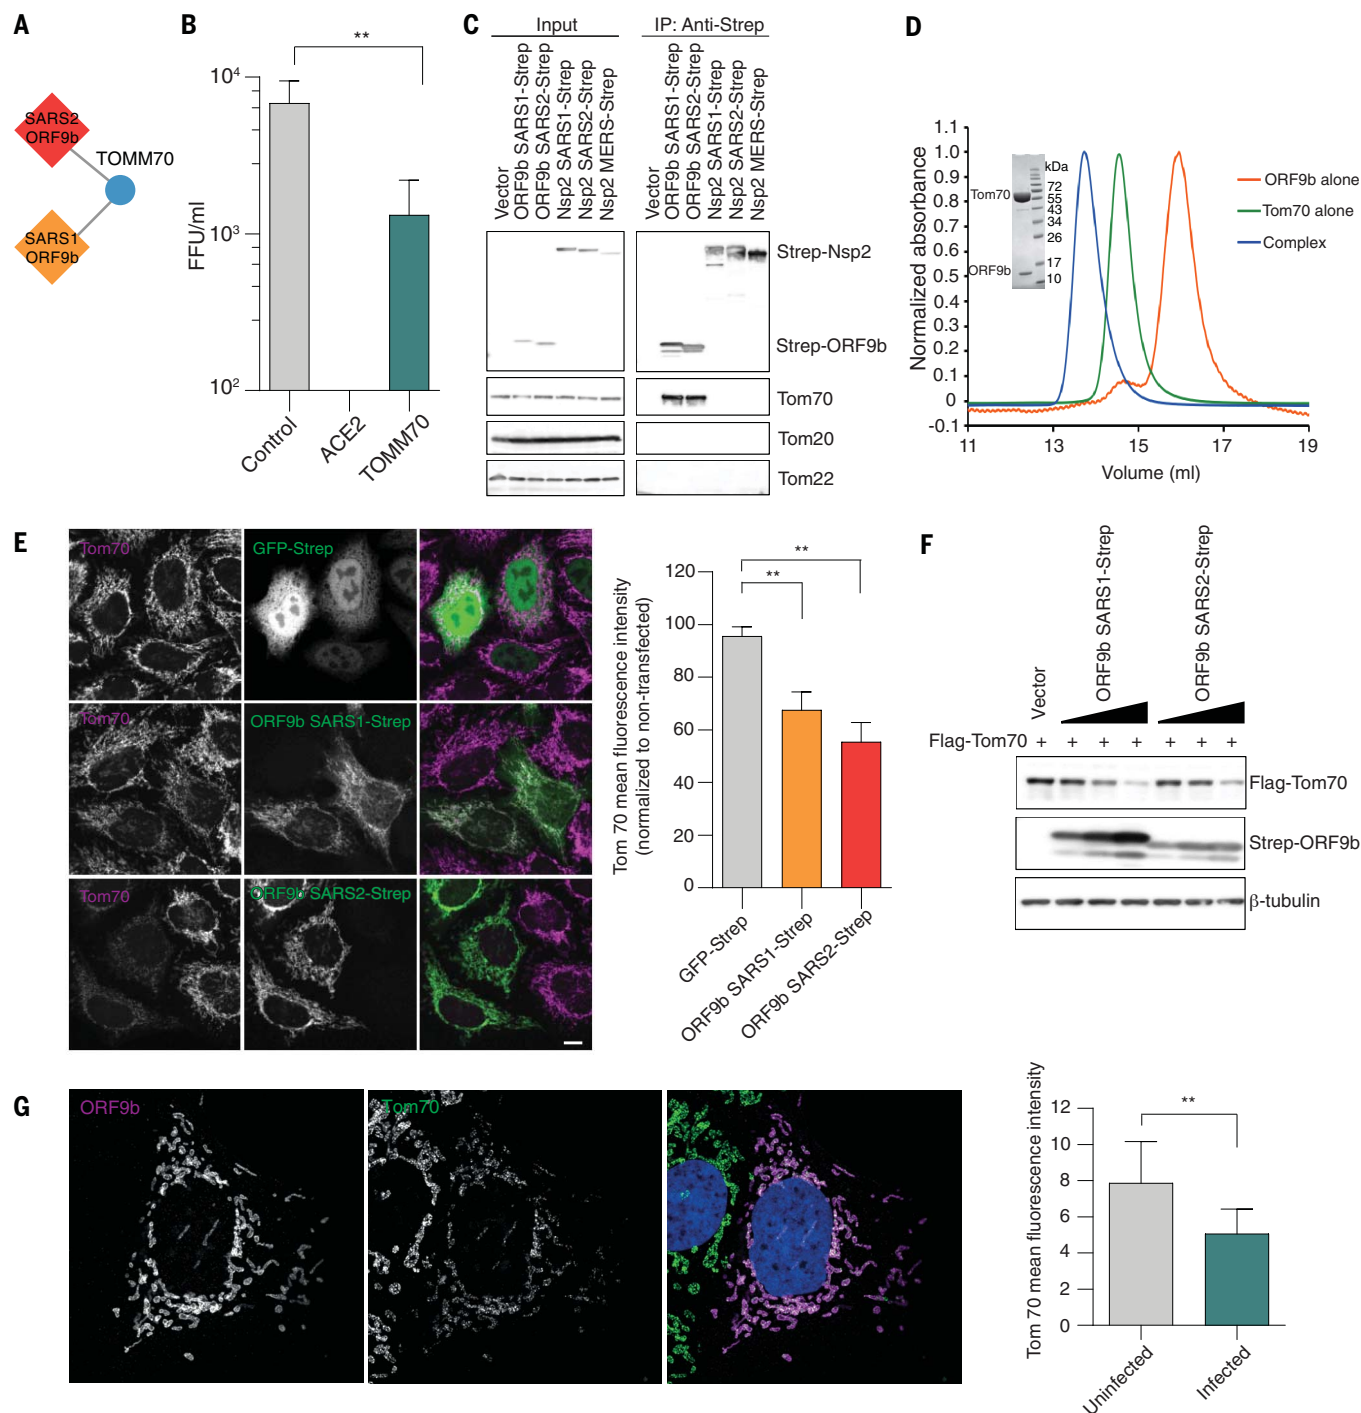 A
SARS2
ORF9b
TOMM70
SARS1
ORF9b
B
**
10⁴
10³
10²
FFU/ml
Control
ACE2
TOMM70
C
Input
IP: Anti-Strep
Vector
ORF9b SARS1-Strep
ORF9b SARS2-Strep
Nsp2 SARS1-Strep
Nsp2 SARS2-Strep
Nsp2 MERS-Strep
Vector
ORF9b SARS1-Strep
ORF9b SARS2-Strep
Nsp2 SARS1-Strep
Nsp2 SARS2-Strep
Nsp2 MERS-Strep
Strep-Nsp2
Strep-ORF9b
Tom70
Tom20
Tom22
D
Normalized absorbance
1.1
1.0
0.9
0.8
0.7
0.6
0.5
0.4
0.3
0.2
0.1
0
-0.1
11
13
15
17
19
Volume (ml)
kDa
72
55
43
34
26
17
10
Tom70
ORF9b
ORF9b alone
Tom70 alone
Complex
E
Tom70
GFP-Strep
Tom70
ORF9b SARS1-Strep
Tom70
ORF9b SARS2-Strep
Tom 70 mean fluorescence intensity
(normalized to non-transfected)
120
100
80
60
40
20
0
**
**
GFP-Strep
ORF9b SARS1-Strep
ORF9b SARS2-Strep
F
Vector
ORF9b SARS1-Strep
ORF9b SARS2-Strep
Flag-Tom70 + + + + + + +
Flag-Tom70
Strep-ORF9b
β-tubulin
G
ORF9b
Tom70
Tom 70 mean fluorescence intensity
12
10
8
6
4
2
0
**
Uninfected
Infected